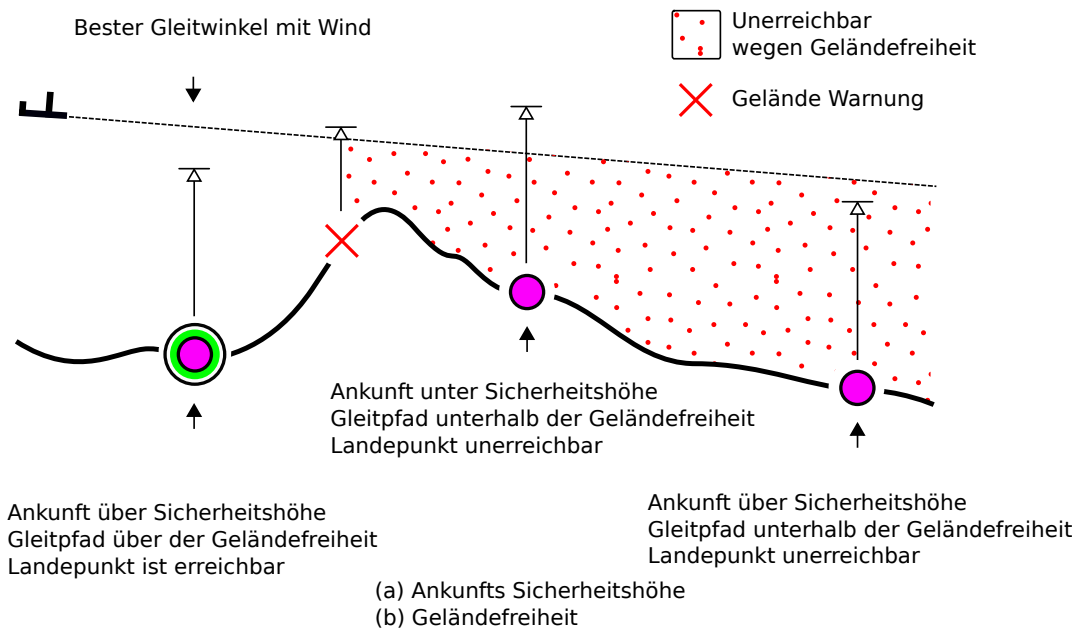 Bester Gleitwinkel mit Wind
Unerreichbar
wegen Geländefreiheit
Gelände Warnung
Ankunft unter Sicherheitshöhe
Gleitpfad unterhalb der Geländefreiheit
Landepunkt unerreichbar
Ankunft über Sicherheitshöhe
Gleitpfad über der Geländefreiheit
Landepunkt ist erreichbar
Ankunft über Sicherheitshöhe
Gleitpfad unterhalb der Geländefreiheit
Landepunkt unerreichbar
(a) Ankunfts Sicherheitshöhe
(b) Geländefreiheit